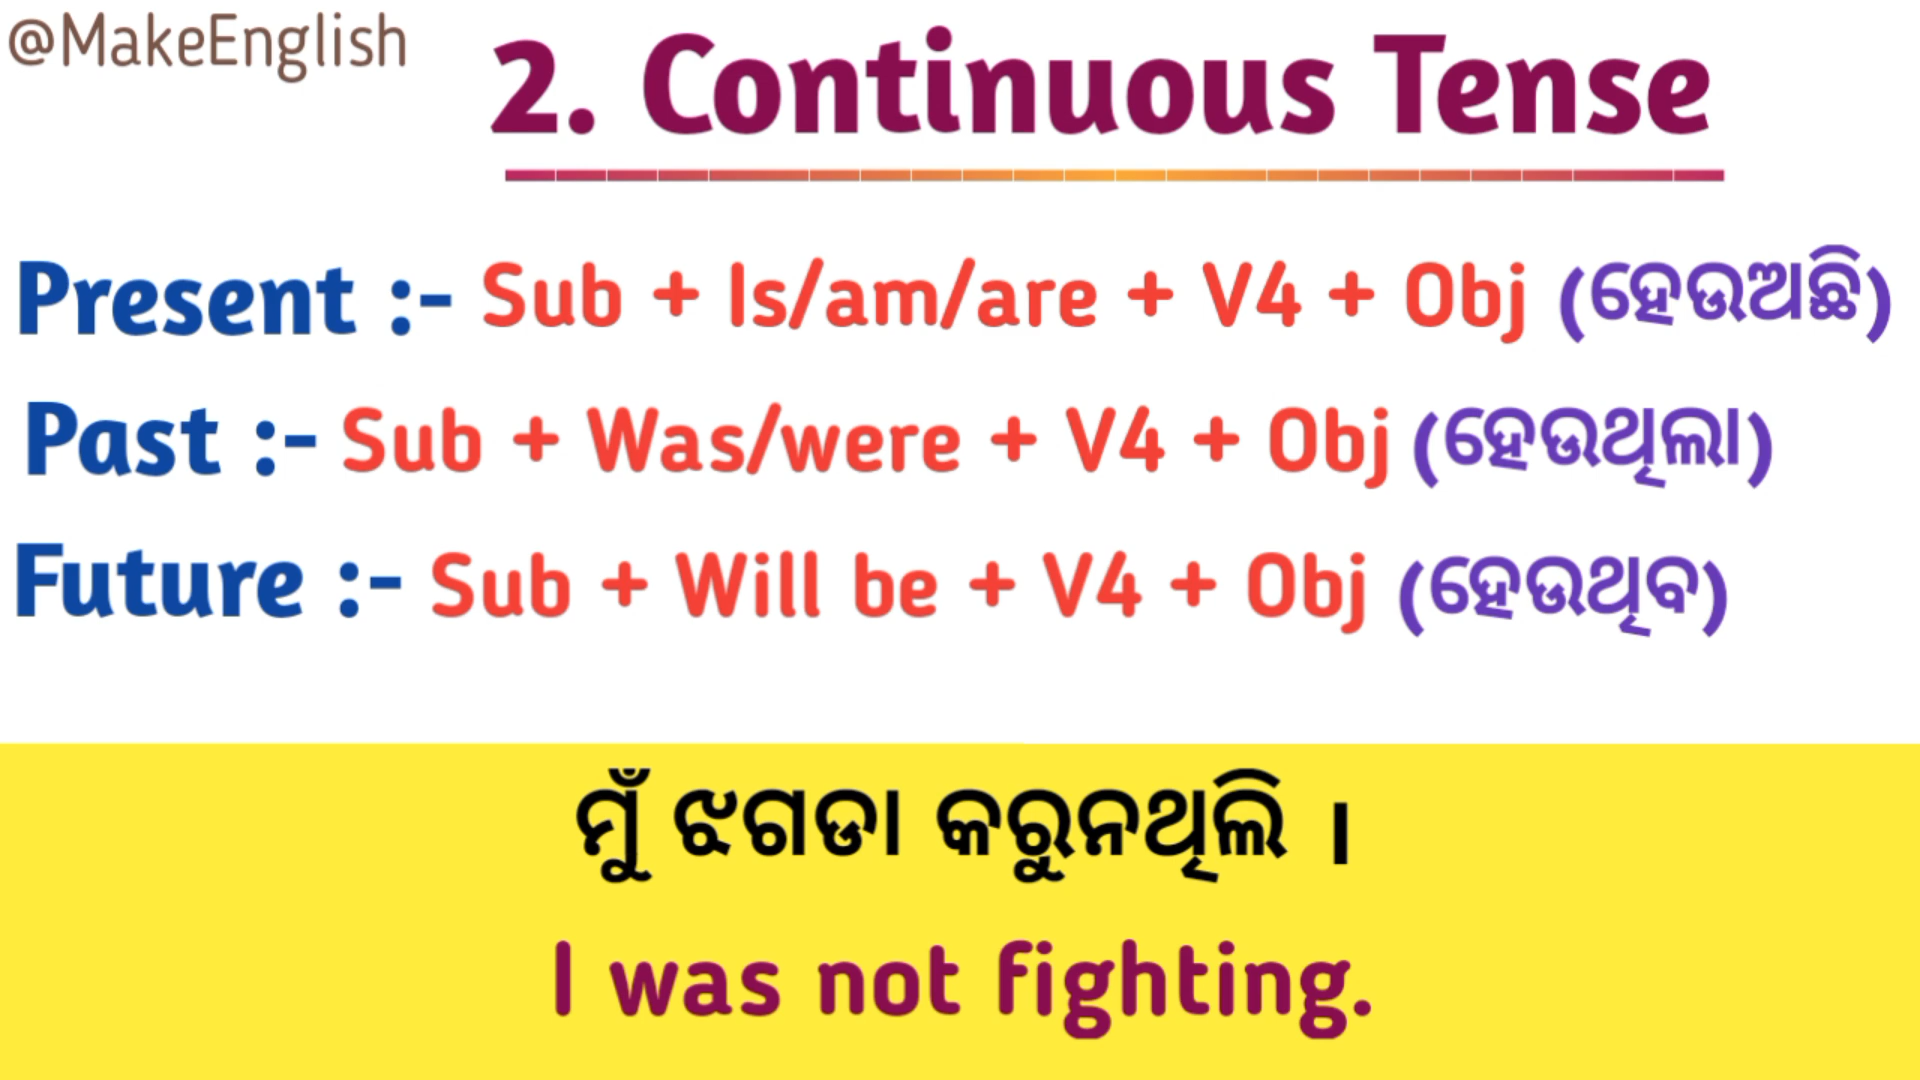 @MakeEnglish
2. Continuous Tense
Present :- Sub + Is/am/are + V4 + Obj (ହେଉଅଛି)
Past :- Sub + Was/were + V4 + Obj (ହେଉଥିଲା)
Future :- Sub + Will be + V4 + Obj (ହେଉଥିବ)
ମୁଁ ଝଗଡା କରୁନଥିଲି ।
I was not fighting.